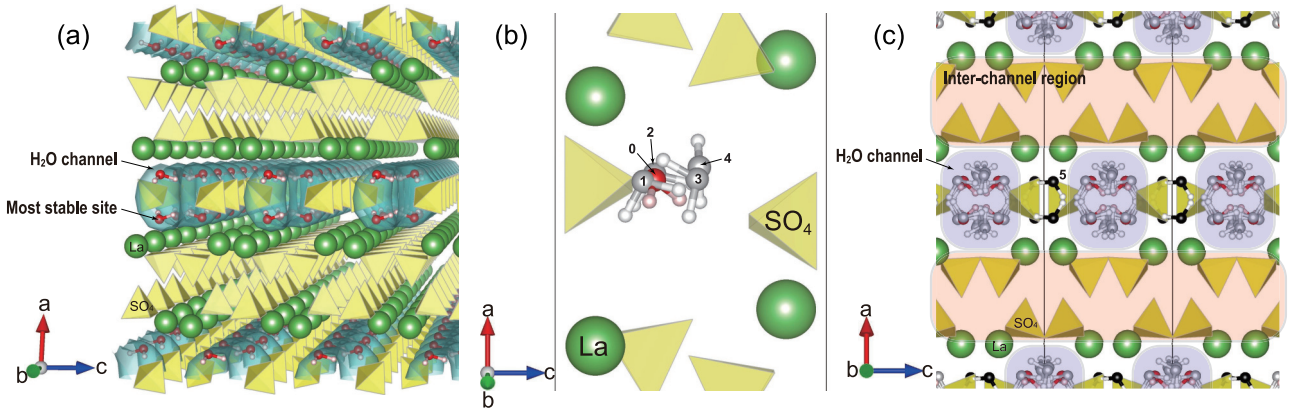 (a)
H₂O channel
Most stable site
La
SO₄
a
b
c
(b)
2
0
1
4
3
SO₄
La
a
c
b
(c)
Inter-channel region
H₂O channel
5
SO₄
La
a
b
c